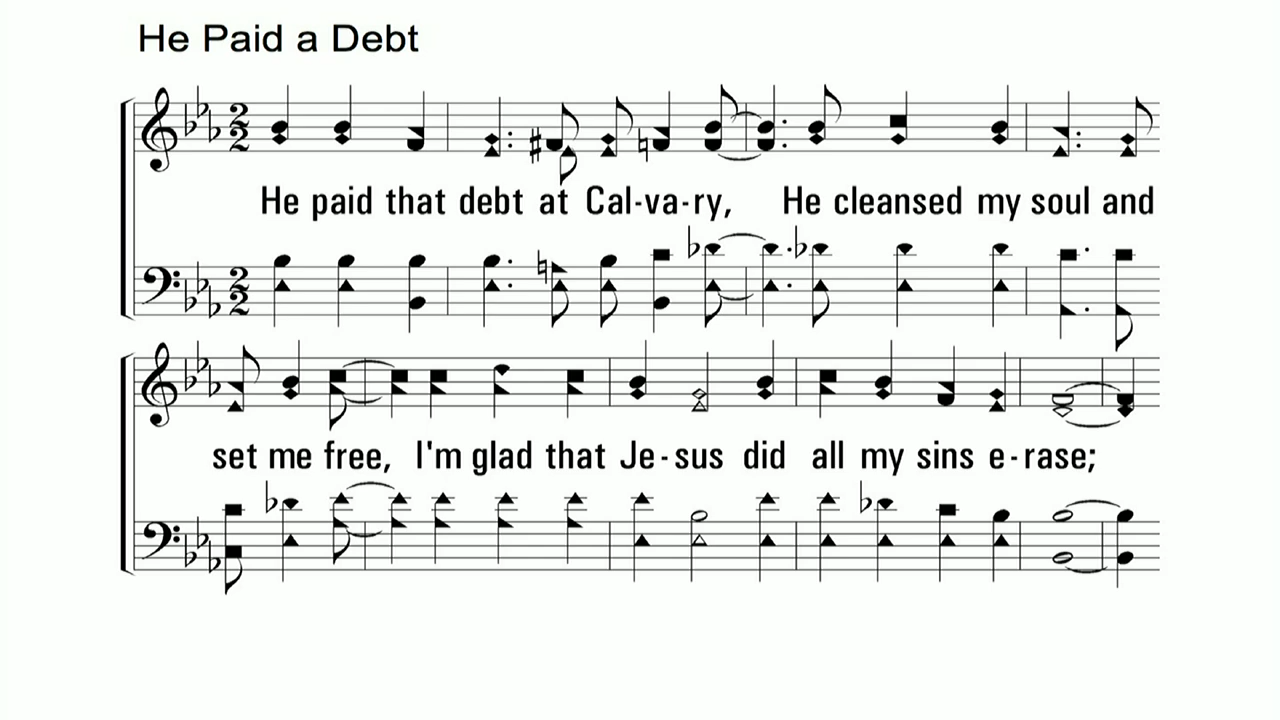 He Paid a Debt
He paid that debt at Cal-va-ry, He cleansed my soul and
set me free, I'm glad that Je-sus did all my sins e-rase;